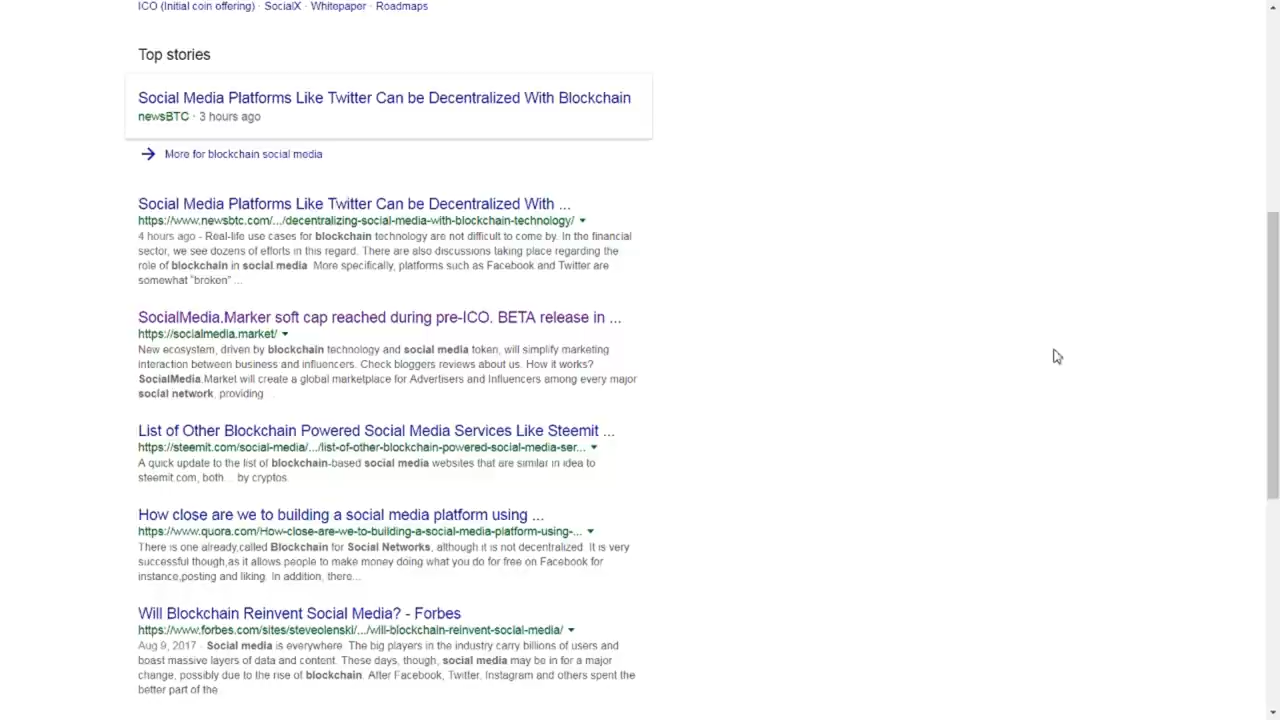 ICO (Initial coin offering) · SocialX · Whitepaper · Roadmaps
Top stories
Social Media Platforms Like Twitter Can be Decentralized With Blockchain
newsBTC · 3 hours ago
More for blockchain social media
Social Media Platforms Like Twitter Can be Decentralized With ...
https://www.newsbtc.com/.../decentralizing-social-media-with-blockchain-technology/
4 hours ago - Real-life use cases for blockchain technology are not difficult to come by. In the financial
sector, we see dozens of efforts in this regard. There are also discussions taking place regarding the
role of blockchain in social media. More specifically, platforms such as Facebook and Twitter are
somewhat "broken" ...
SocialMedia.Marker soft cap reached during pre-ICO. BETA release in ...
https://socialmedia.market/
New ecosystem, driven by blockchain technology and social media token, will simplify marketing
interaction between business and influencers. Check bloggers reviews about us. How it works?
SocialMedia.Market will create a global marketplace for Advertisers and Influencers among every major
social network, providing ...
List of Other Blockchain Powered Social Media Services Like Steemit ...
https://steemit.com/social-media/.../list-of-other-blockchain-powered-social-media-ser...
A quick update to the list of blockchain-based social media websites that are similar in idea to
steemit.com, both... by cryptos.
How close are we to building a social media platform using ...
https://www.quora.com/How-close-are-we-to-building-a-social-media-platform-using-...
There is one already,called Blockchain for Social Networks, although it is not decentralized. It is very
successful though,as it allows people to make money doing what you do for free on Facebook for
instance,posting and liking. In addition, there...
Will Blockchain Reinvent Social Media? - Forbes
https://www.forbes.com/sites/steveolenski/.../will-blockchain-reinvent-social-media/
Aug 9, 2017 - Social media is everywhere. The big players in the industry carry billions of users and
boast massive layers of data and content. These days, though, social media may be in for a major
change, possibly due to the rise of blockchain. After Facebook, Twitter, Instagram and others spent the
better part of the